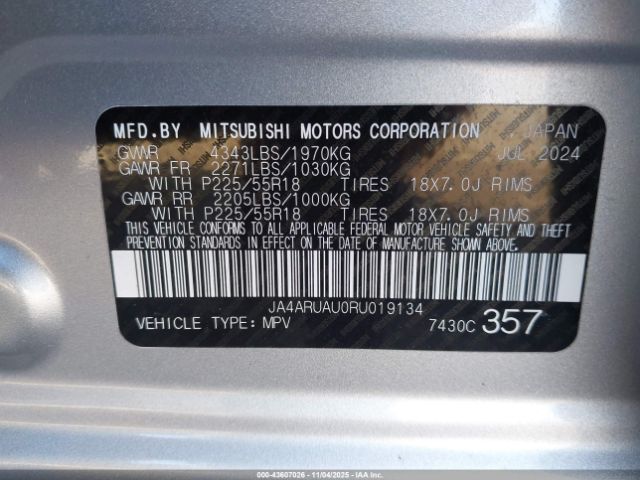 MFD.BY MITSUBISHI MOTORS CORPORATION JAPAN
GVWR 4343LBS/1970KG JUL 2024
GAWR FR 2271LBS/1030KG
WITH P225/55R18 TIRES 18X7.0J RIMS
GAWR RR 2205LBS/1000KG
WITH P225/55R18 TIRES 18X7.0J RIMS
THIS VEHICLE CONFORMS TO ALL APPLICABLE FEDERAL MOTOR VEHICLE SAFETY AND THEFT
PREVENTION STANDARDS IN EFFECT ON THE DATE OF MANUFACTURE SHOWN ABOVE.
JA4ARUAU0RU019134
VEHICLE TYPE:MPV 7430C 357
000-43607026 - 11/04/2025 - IAAI.COM